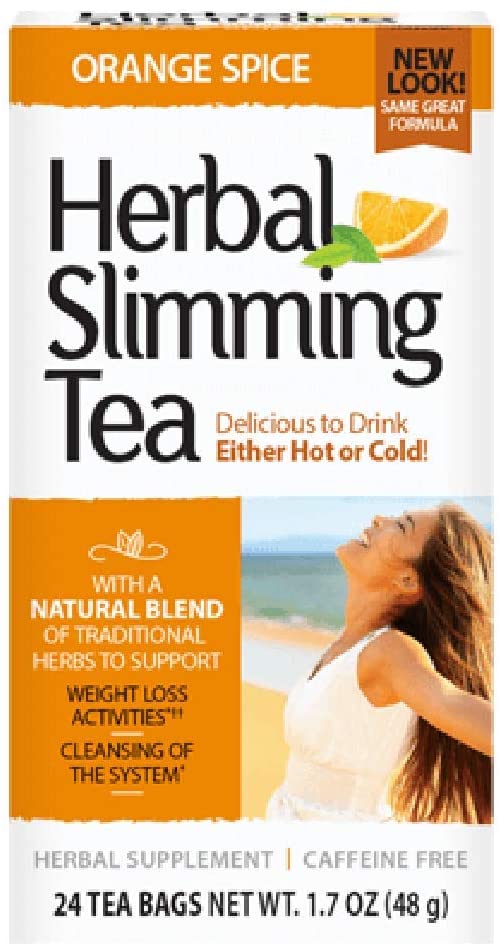 ORANGE SPICE
NEW
LOOK!
SAME GREAT
FORMULA
Herbal
Slimming
Tea
Delicious to Drink
Either Hot or Cold!
WITH A
NATURAL BLEND
OF TRADITIONAL
HERBS TO SUPPORT
WEIGHT LOSS
ACTIVITIES*††
CLEANSING OF
THE SYSTEM*
HERBAL SUPPLEMENT | CAFFEINE FREE
24 TEA BAGS NET WT. 1.7 OZ (48 g)